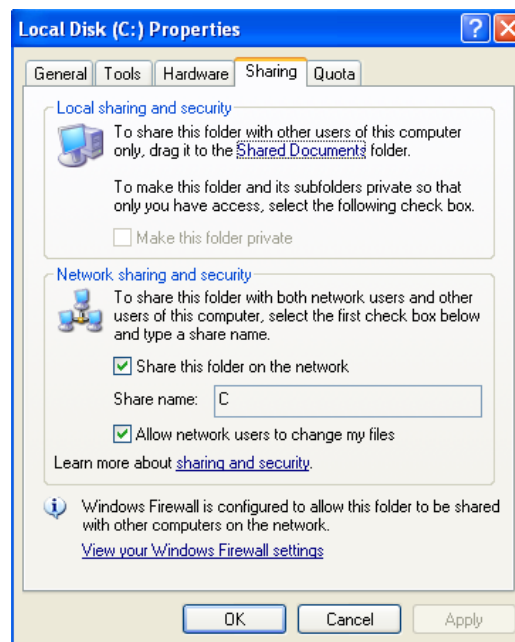 Local Disk (C:) Properties
General Tools Hardware Sharing Quota
Local sharing and security
To share this folder with other users of this computer
only, drag it to the Shared Documents folder.
To make this folder and its subfolders private so that
only you have access, select the following check box.
Make this folder private
Network sharing and security
To share this folder with both network users and other
users of this computer, select the first check box below
and type a share name.
Share this folder on the network
Share name: C
Allow network users to change my files
Learn more about sharing and security.
Windows Firewall is configured to allow this folder to be shared
with other computers on the network.
View your Windows Firewall settings
OK Cancel Apply